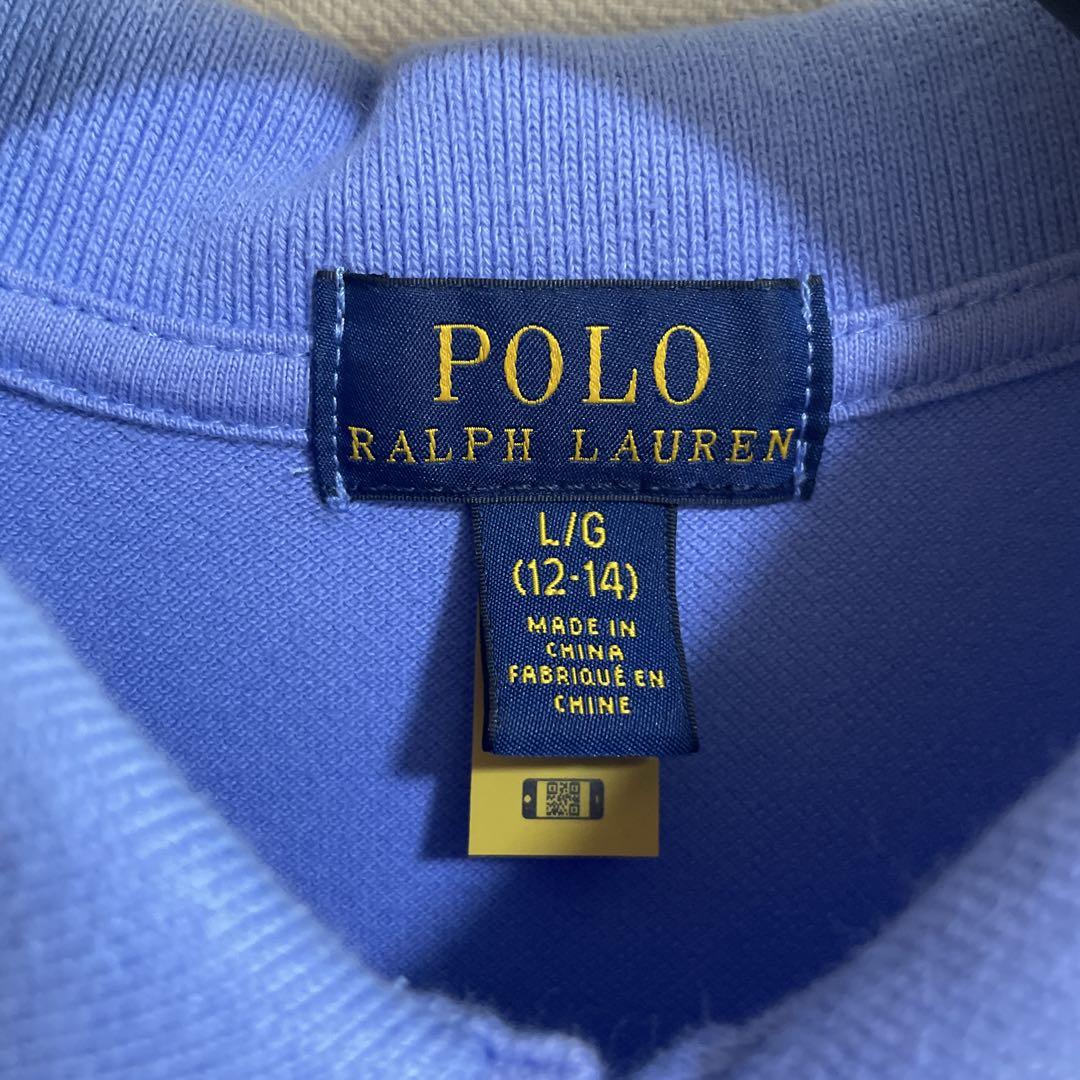 POLO
RALPH LAUREN
L/G
(12-14)
MADE IN
CHINA
FABRIQUÉ EN
CHINE